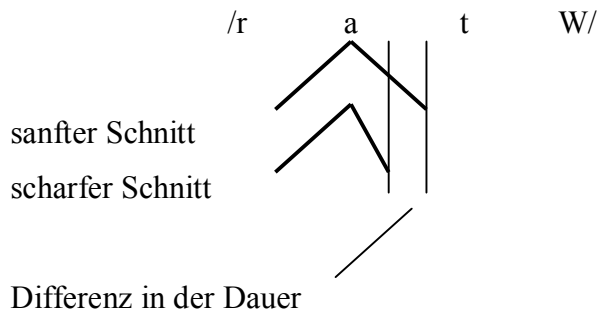 /r a t W/
sanfter Schnitt
scharfer Schnitt
Differenz in der Dauer